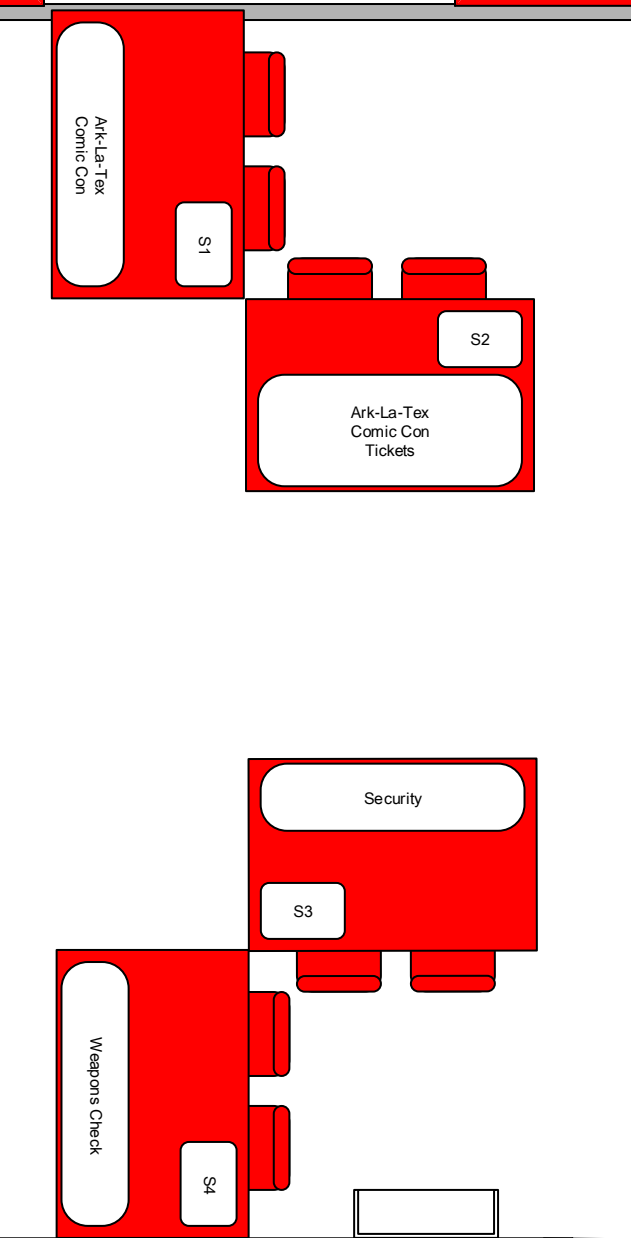 Ark-La-Tex
Comic Con
S1
S2
Ark-La-Tex
Comic Con
Tickets
Security
S3
Weapons Check
S4